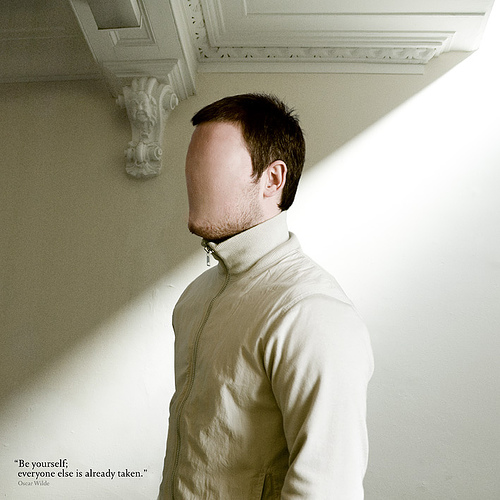 “Be yourself;
everyone else is already taken.”
Oscar Wilde